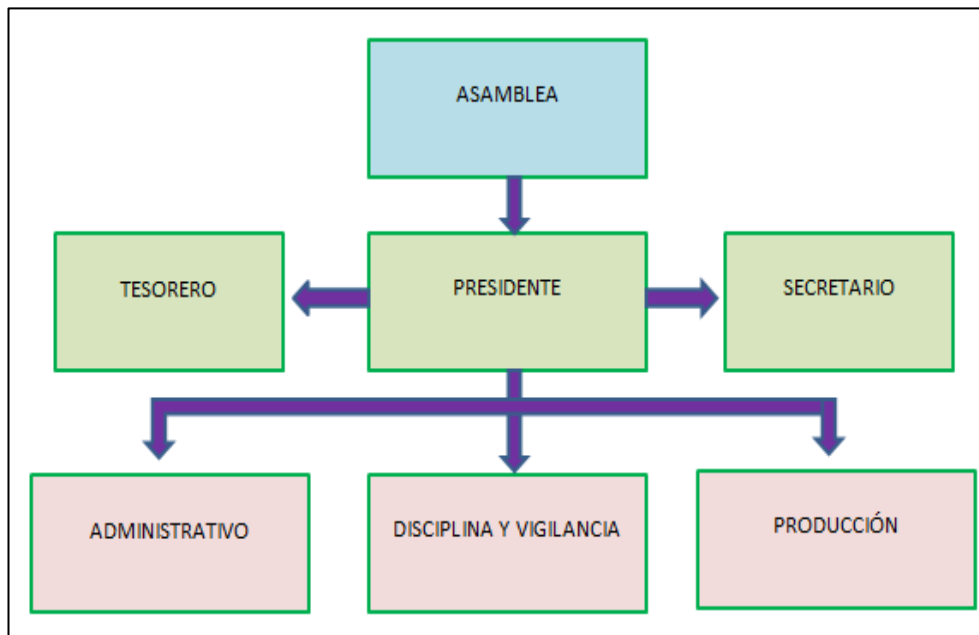 ASAMBLEA
TESORERO
PRESIDENTE
SECRETARIO
ADMINISTRATIVO
DISCIPLINA Y VIGILANCIA
PRODUCCIÓN